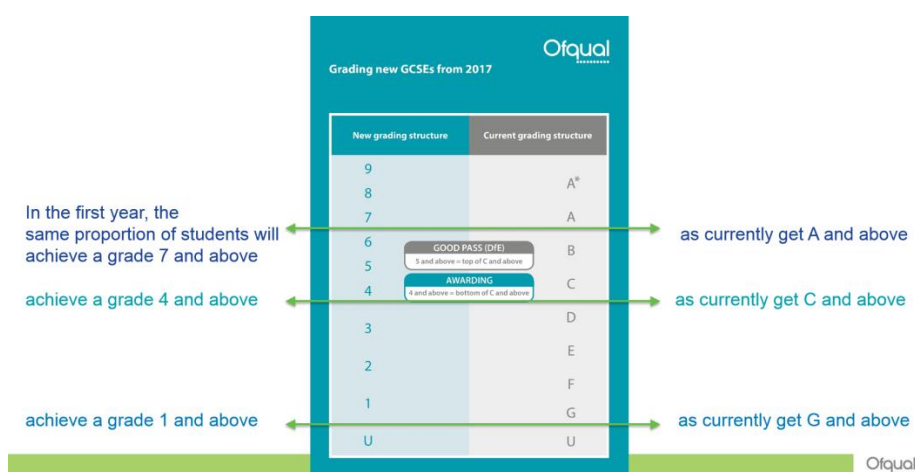 Ofqual
Grading new GCSEs from 2017
New grading structure
Current grading structure
9
8
A*
7
A
In the first year, the
same proportion of students will
achieve a grade 7 and above
as currently get A and above
6
B
GOOD PASS (DfE)
5 and above = top of C and above
5
C
AWARDING
4 and above = bottom of C and above
4
achieve a grade 4 and above
as currently get C and above
D
3
E
2
F
1
G
achieve a grade 1 and above
as currently get G and above
U
U
Ofqual